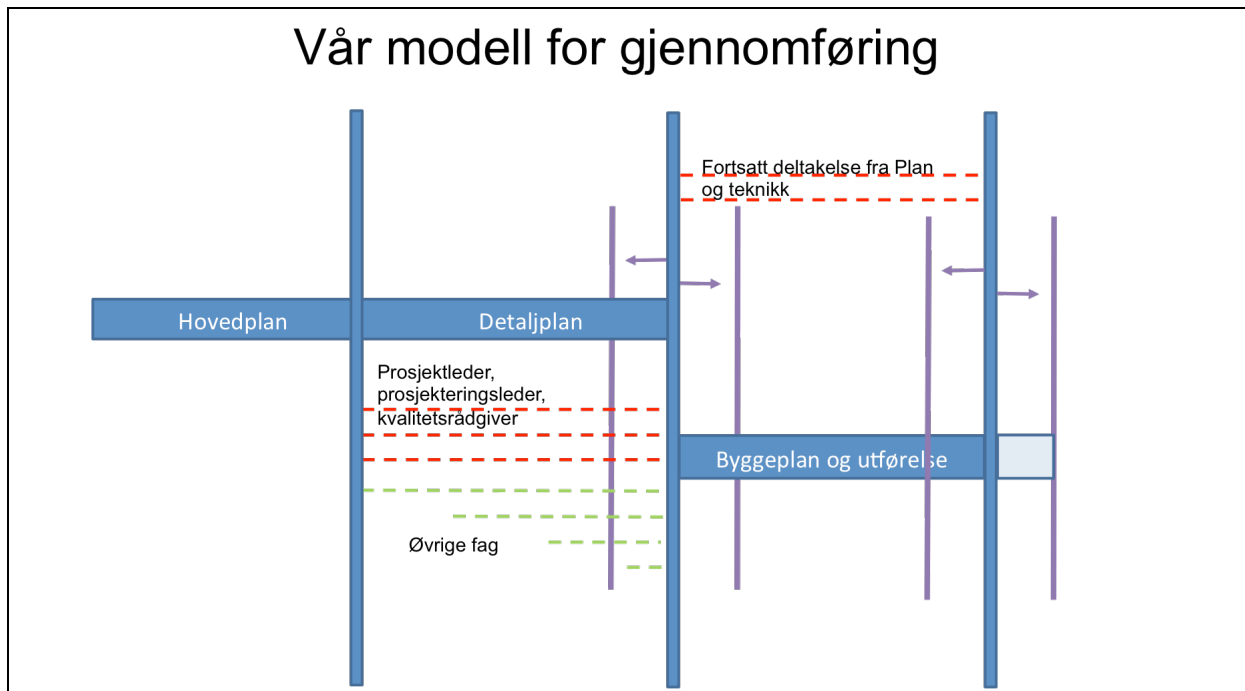 Vår modell for gjennomføring
Fortsatt deltakelse fra Plan
og teknikk
Hovedplan
Detaljplan
Prosjektleder,
prosjekteringsleder,
kvalitetsrådgiver
Byggeplan og utførelse
Øvrige fag